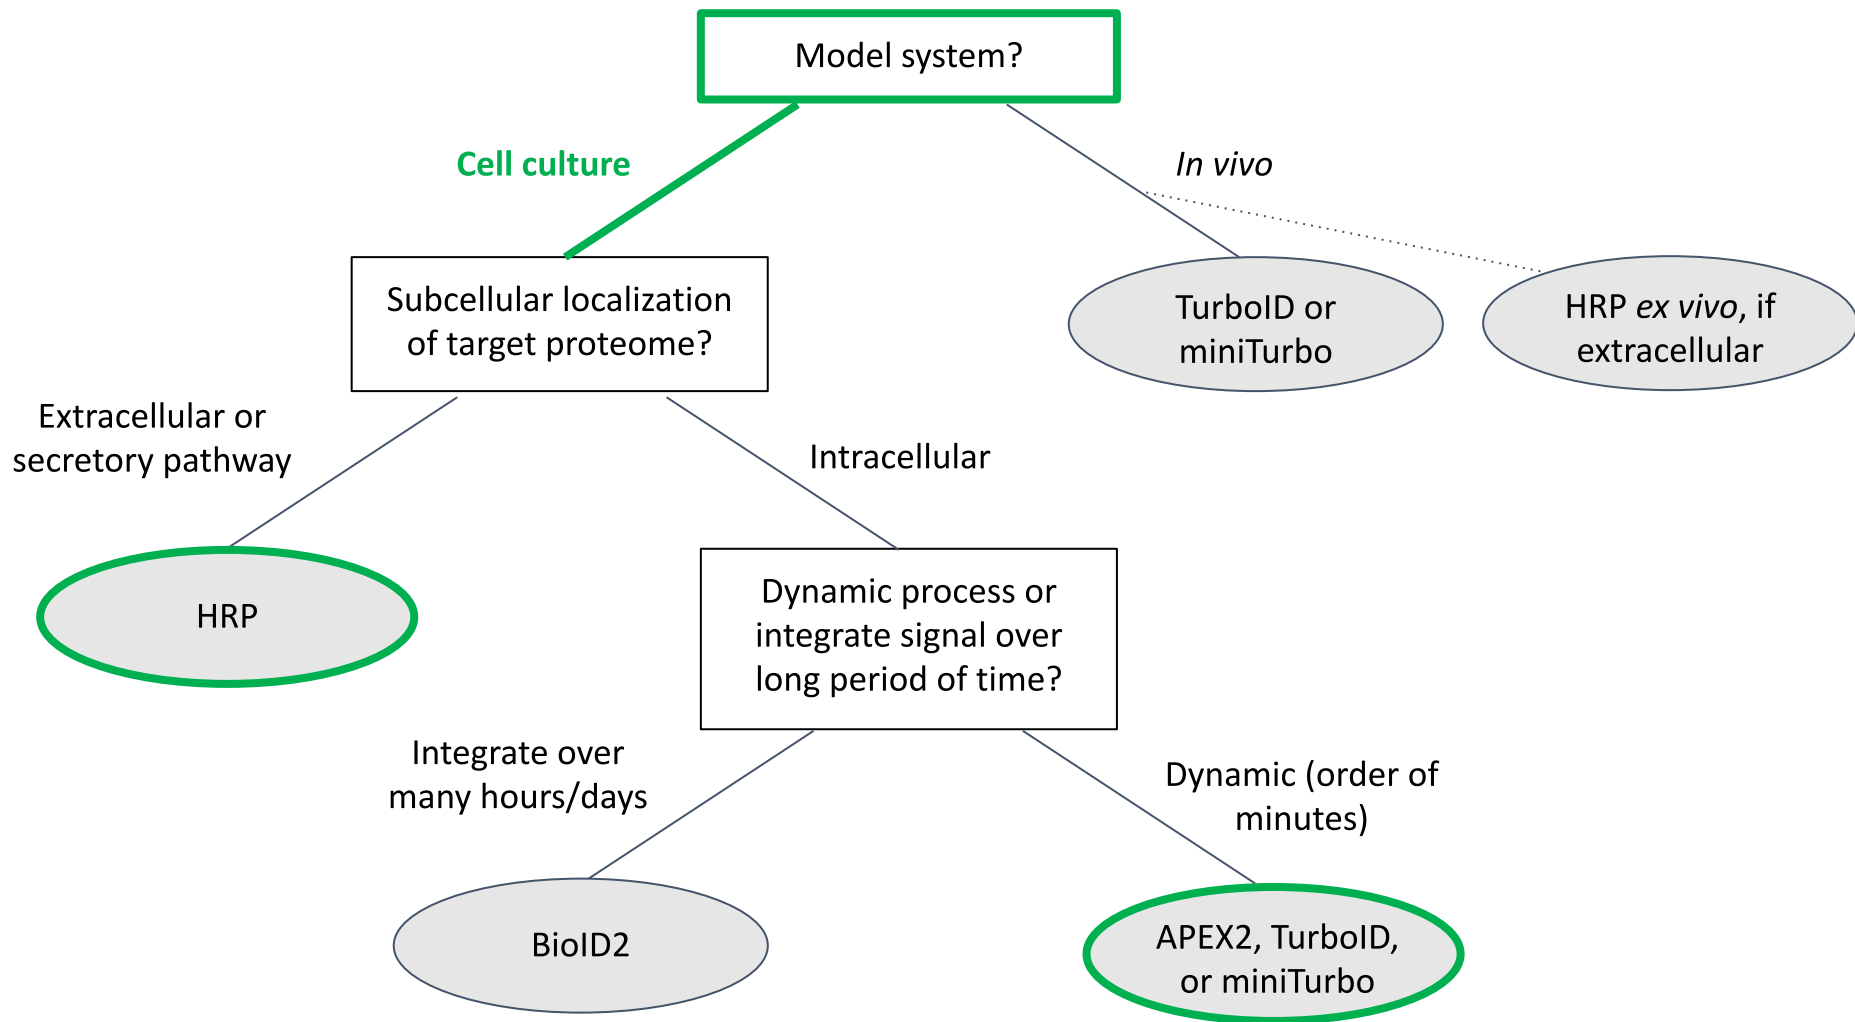 Model system?
Cell culture
In vivo
Subcellular localization
of target proteome?
TurboID or
miniTurbo
HRP ex vivo, if
extracellular
Extracellular or
secretory pathway
Intracellular
HRP
Dynamic process or
integrate signal over
long period of time?
Integrate over
many hours/days
Dynamic (order of
minutes)
BioID2
APEX2, TurboID,
or miniTurbo